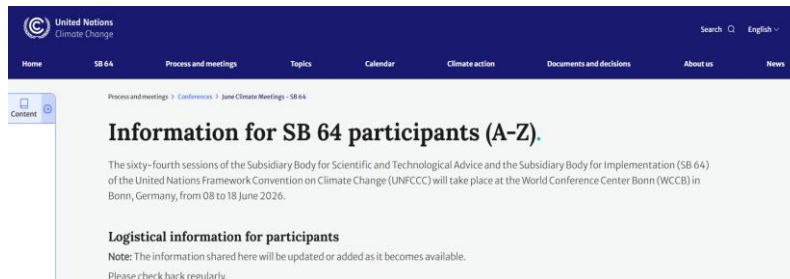 United Nations
Climate Change
Search
English
Home
SB 64
Process and meetings
Topics
Calendar
Climate action
Documents and decisions
About us
News
Content
Process and meetings > Conferences > June Climate Meetings - SB 64
Information for SB 64 participants (A-Z).
The sixty-fourth sessions of the Subsidiary Body for Scientific and Technological Advice and the Subsidiary Body for Implementation (SB 64)
of the United Nations Framework Convention on Climate Change (UNFCCC) will take place at the World Conference Center Bonn (WCCB) in
Bonn, Germany, from 08 to 18 June 2026.
Logistical information for participants
Note: The information shared here will be updated or added as it becomes available.
Please check back regularly.